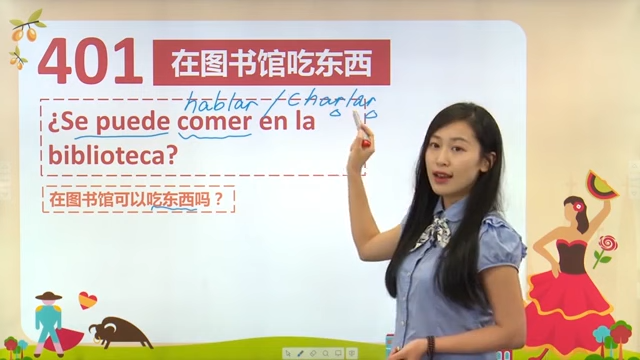 401
在图书馆吃东西
hablar / charlar
¿Se puede comer en la
biblioteca?
在图书馆可以吃东西吗？